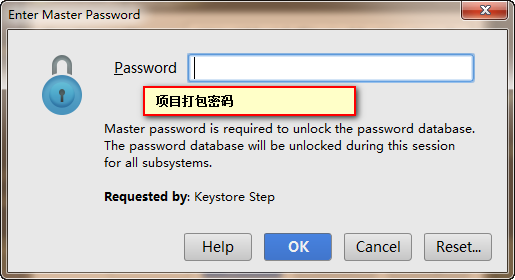 Enter Master Password
Password
项目打包密码
Master password is required to unlock the password database.
The password database will be unlocked during this session
for all subsystems.
Requested by: Keystore Step
Help
OK
Cancel
Reset...